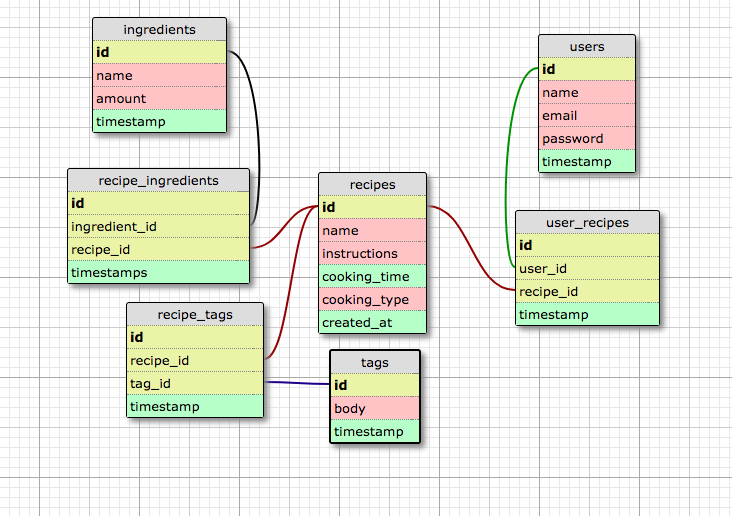 ingredients
id
name
amount
timestamp
recipe_ingredients
id
ingredient_id
recipe_id
timestamps
recipe_tags
id
recipe_id
tag_id
timestamp
recipes
id
name
instructions
cooking_time
cooking_type
created_at
tags
id
body
timestamp
users
id
name
email
password
timestamp
user_recipes
id
user_id
recipe_id
timestamp